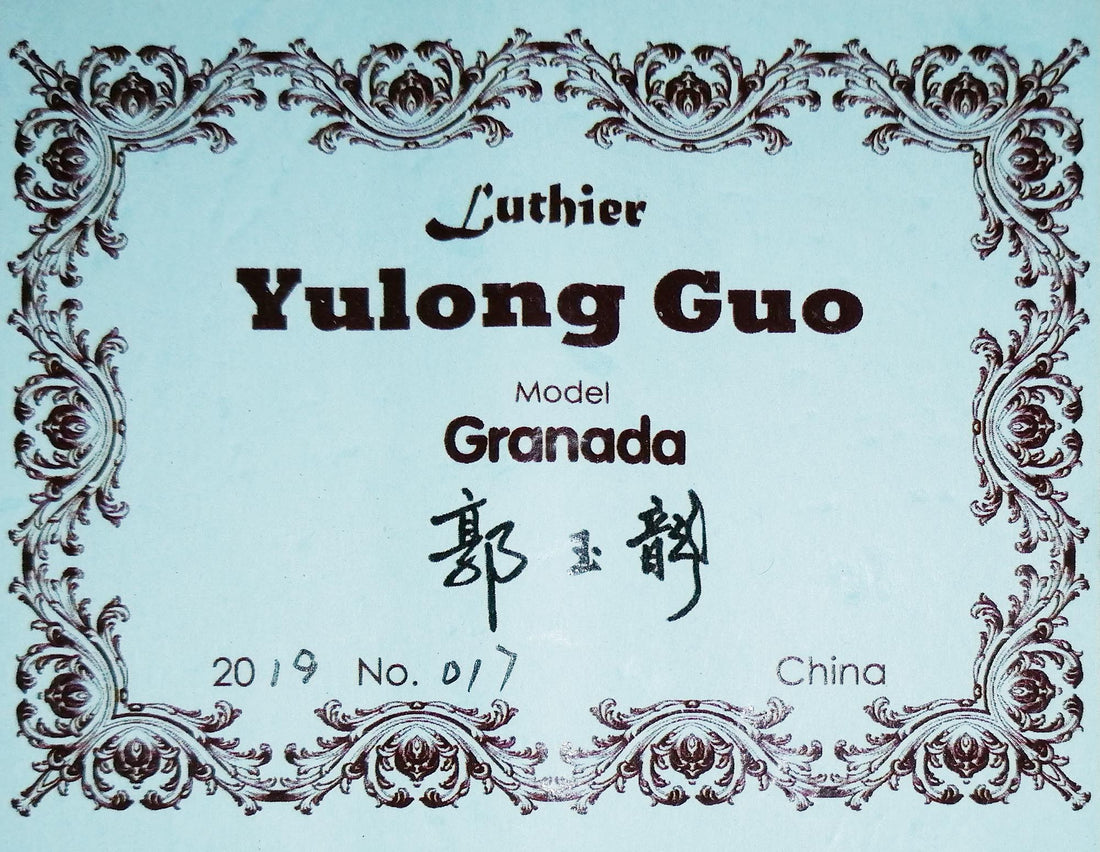 Luthier
Yulong Guo
Model
Granada
郭玉龍
2019 No. 017 China